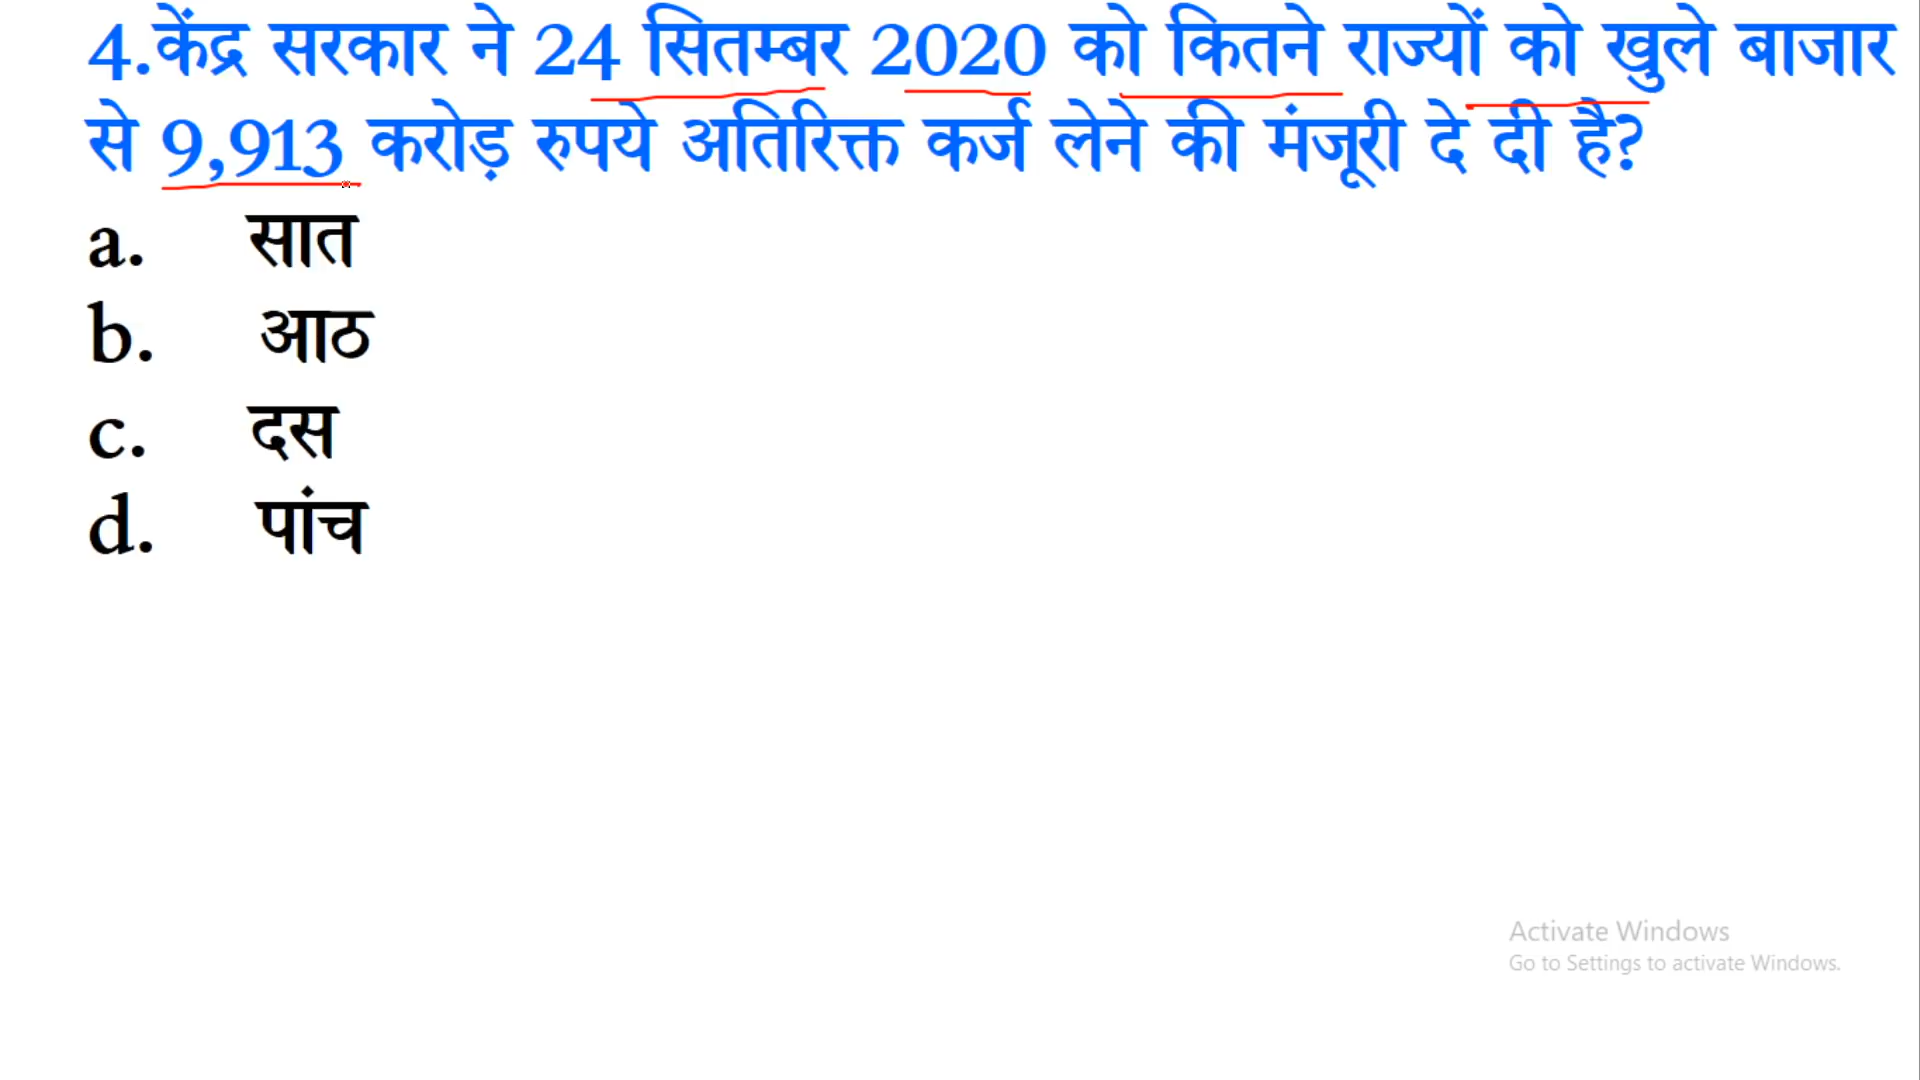 4.केंद्र सरकार ने 24 सितम्बर 2020 को कितने राज्यों को खुले बाजार
से 9,913 करोड़ रुपये अतिरिक्त कर्ज लेने की मंजूरी दे दी है?
a. सात
b. आठ
c. दस
d. पांच
Activate Windows
Go to Settings to activate Windows.